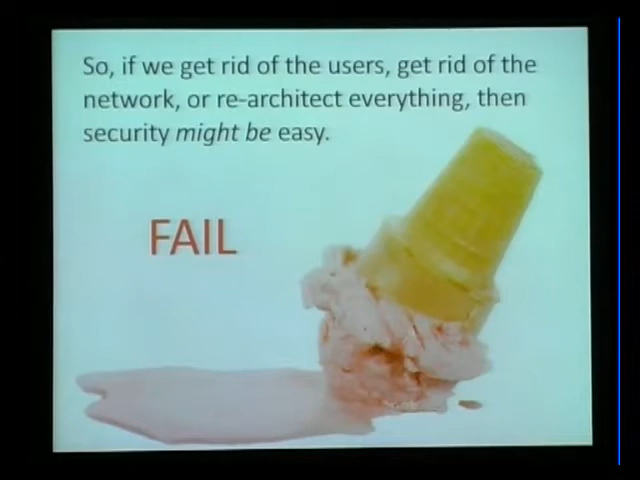 So, if we get rid of the users, get rid of the
network, or re-architect everything, then
security might be easy.
FAIL